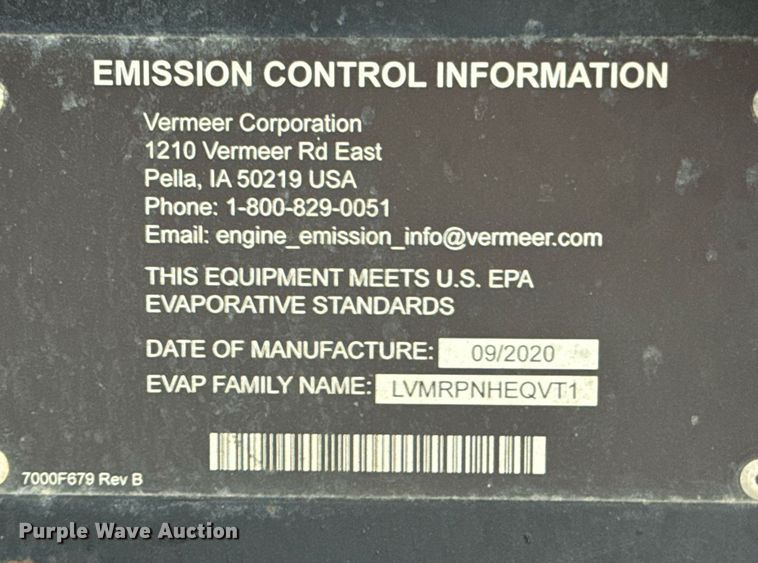 EMISSION CONTROL INFORMATION
Vermeer Corporation
1210 Vermeer Rd East
Pella, IA 50219 USA
Phone: 1-800-829-0051
Email: engine_emission_info@vermeer.com
THIS EQUIPMENT MEETS U.S. EPA
EVAPORATIVE STANDARDS
DATE OF MANUFACTURE: 09/2020
EVAP FAMILY NAME: LVMRPNHEQVT1
7000F679 Rev B
Purple Wave Auction